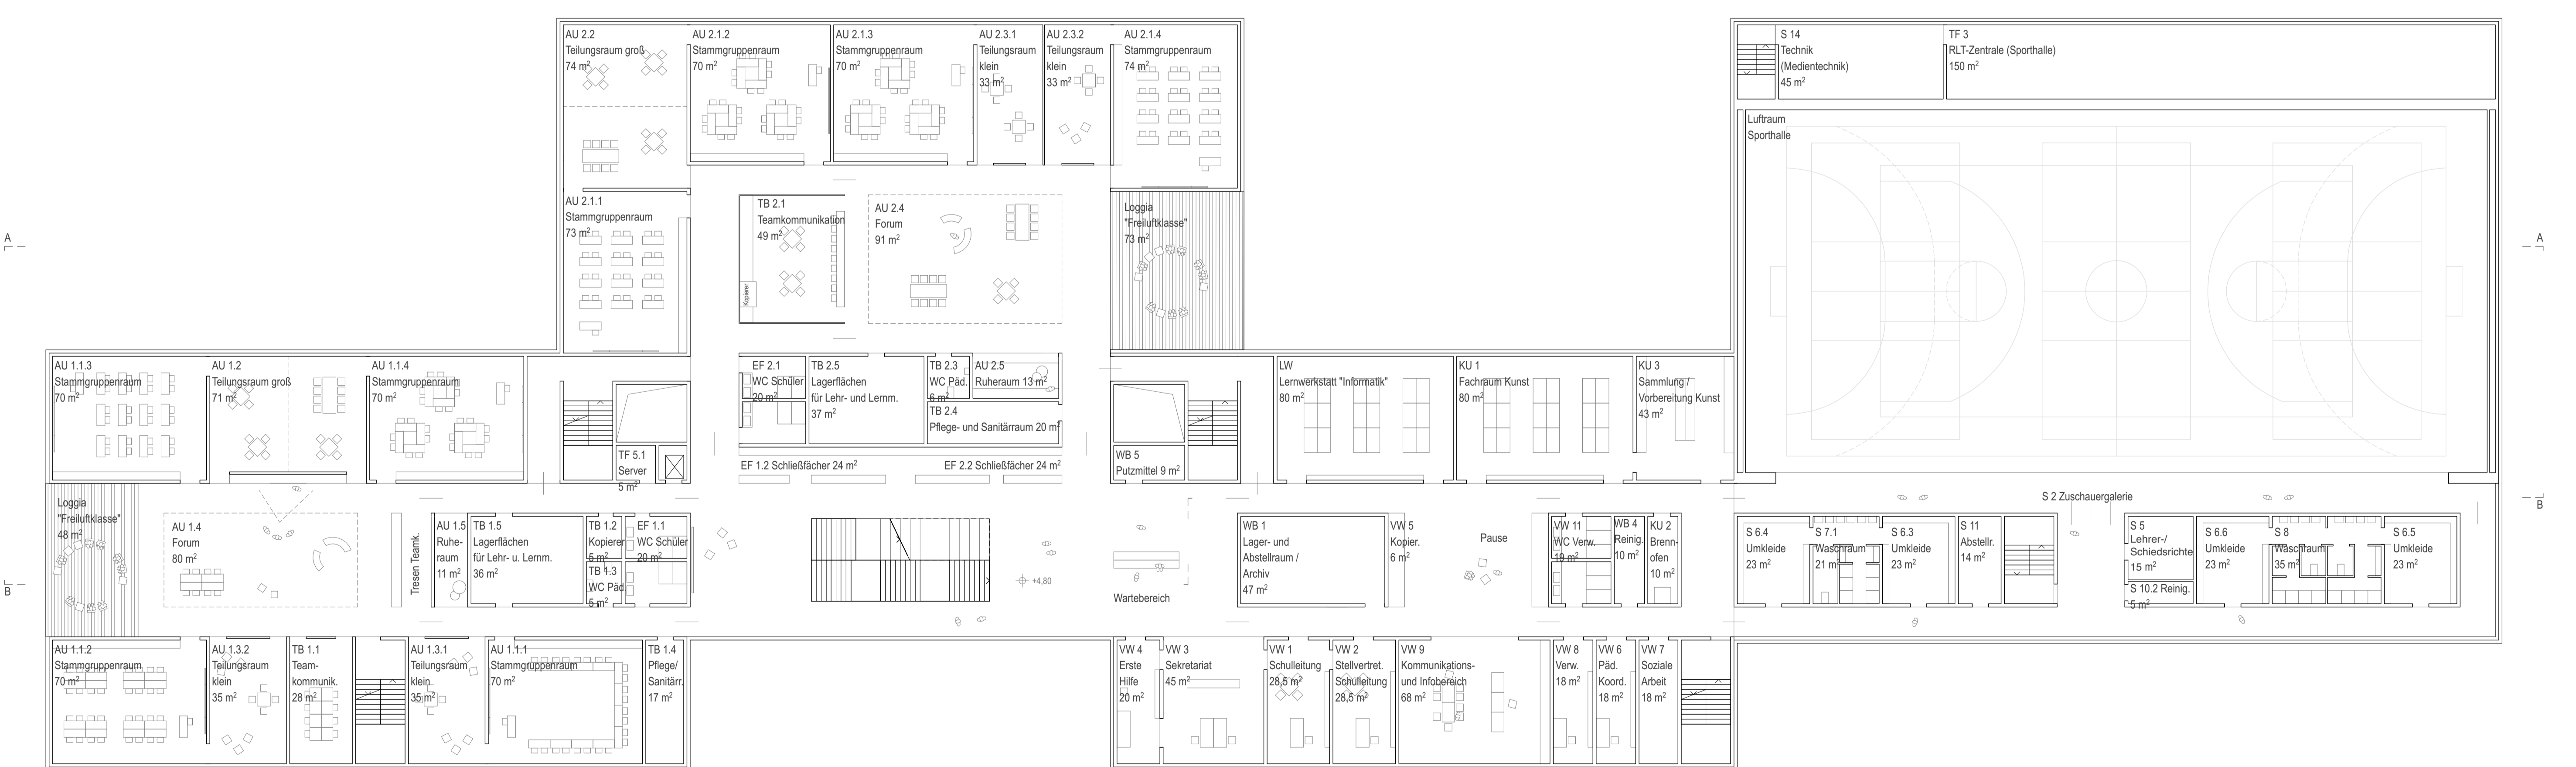 AU 2.2
Teilungsraum groß
74 m²
AU 2.1.2
Stammgruppenraum
70 m²
AU 2.1.3
Stammgruppenraum
70 m²
AU 2.3.1
Teilungsraum
klein
33 m²
AU 2.3.2
Teilungsraum
klein
33 m²
AU 2.1.4
Stammgruppenraum
74 m²
S 14
Technik
(Medientechnik)
45 m²
TF 3
RLT-Zentrale (Sporthalle)
150 m²
Luftraum
Sporthalle
AU 2.1.1
Stammgruppenraum
73 m²
TB 2.1
Teamkommunikation
49 m²
Kopierer
AU 2.4
Forum
91 m²
Loggia
"Freiluftklasse"
73 m²
A
A
AU 1.1.3
Stammgruppenraum
70 m²
AU 1.2
Teilungsraum groß
71 m²
AU 1.1.4
Stammgruppenraum
70 m²
EF 2.1
WC Schüler
20 m²
TB 2.5
Lagerflächen
für Lehr- und Lernm.
37 m²
TB 2.3
WC Päd.
6 m²
AU 2.5
Ruheraum 13 m²
TB 2.4
Pflege- und Sanitärraum 20 m²
LW
Lernwerkstatt "Informatik"
80 m²
KU 1
Fachraum Kunst
80 m²
KU 3
Sammlung /
Vorbereitung Kunst
43 m²
TF 5.1
Server
5 m²
EF 1.2 Schließfächer 24 m²
EF 2.2 Schließfächer 24 m²
WB 5
Putzmittel 9 m²
Loggia
"Freiluftklasse"
48 m²
AU 1.4
Forum
80 m²
Tresen Teamk.
AU 1.5
Ruhe-
raum
11 m²
TB 1.5
Lagerflächen
für Lehr- u. Lernm.
36 m²
TB 1.2
Kopierer
5 m²
TB 1.3
WC Päd.
5 m²
EF 1.1
WC Schüler
20 m²
+4,80
Wartebereich
WB 1
Lager- und
Abstellraum /
Archiv
47 m²
VW 5
Kopier.
6 m²
Pause
VW 11
WC Verw.
19 m²
WB 4
Reinig.
10 m²
KU 2
Brenn-
ofen
10 m²
S 2 Zuschauergalerie
S 6.4
Umkleide
23 m²
S 7.1
Waschraum
21 m²
S 6.3
Umkleide
23 m²
S 11
Abstellr.
14 m²
S 5
Lehrer-/
Schiedsrichte
15 m²
S 10.2 Reinig.
5 m²
S 6.6
Umkleide
23 m²
S 8
Waschraum
35 m²
S 6.5
Umkleide
23 m²
B
B
B
AU 1.1.2
Stammgruppenraum
70 m²
AU 1.3.2
Teilungsraum
klein
35 m²
TB 1.1
Team-
kommunik.
28 m²
AU 1.3.1
Teilungsraum
klein
35 m²
AU 1.1.1
Stammgruppenraum
70 m²
TB 1.4
Pflege/
Sanitärr.
17 m²
VW 4
Erste
Hilfe
20 m²
VW 3
Sekretariat
45 m²
VW 1
Schulleitung
28,5 m²
VW 2
Stellvertret.
Schulleitung
28,5 m²
VW 9
Kommunikations-
und Infobereich
68 m²
VW 8
Verw.
18 m²
VW 6
Päd.
Koord.
18 m²
VW 7
Soziale
Arbeit
18 m²